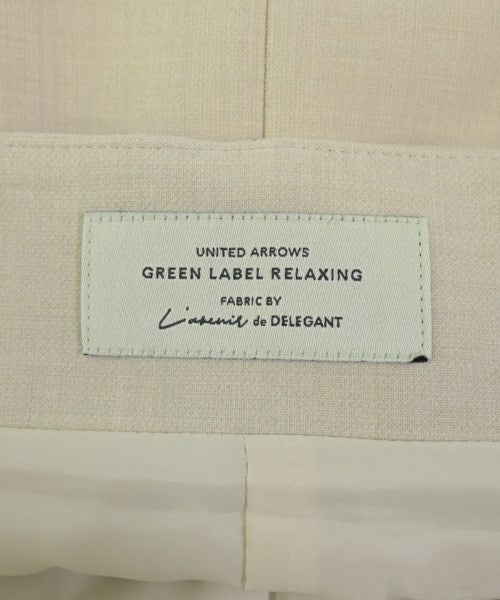 UNITED ARROWS
GREEN LABEL RELAXING
FABRIC BY
L'avenir de DELEGANT